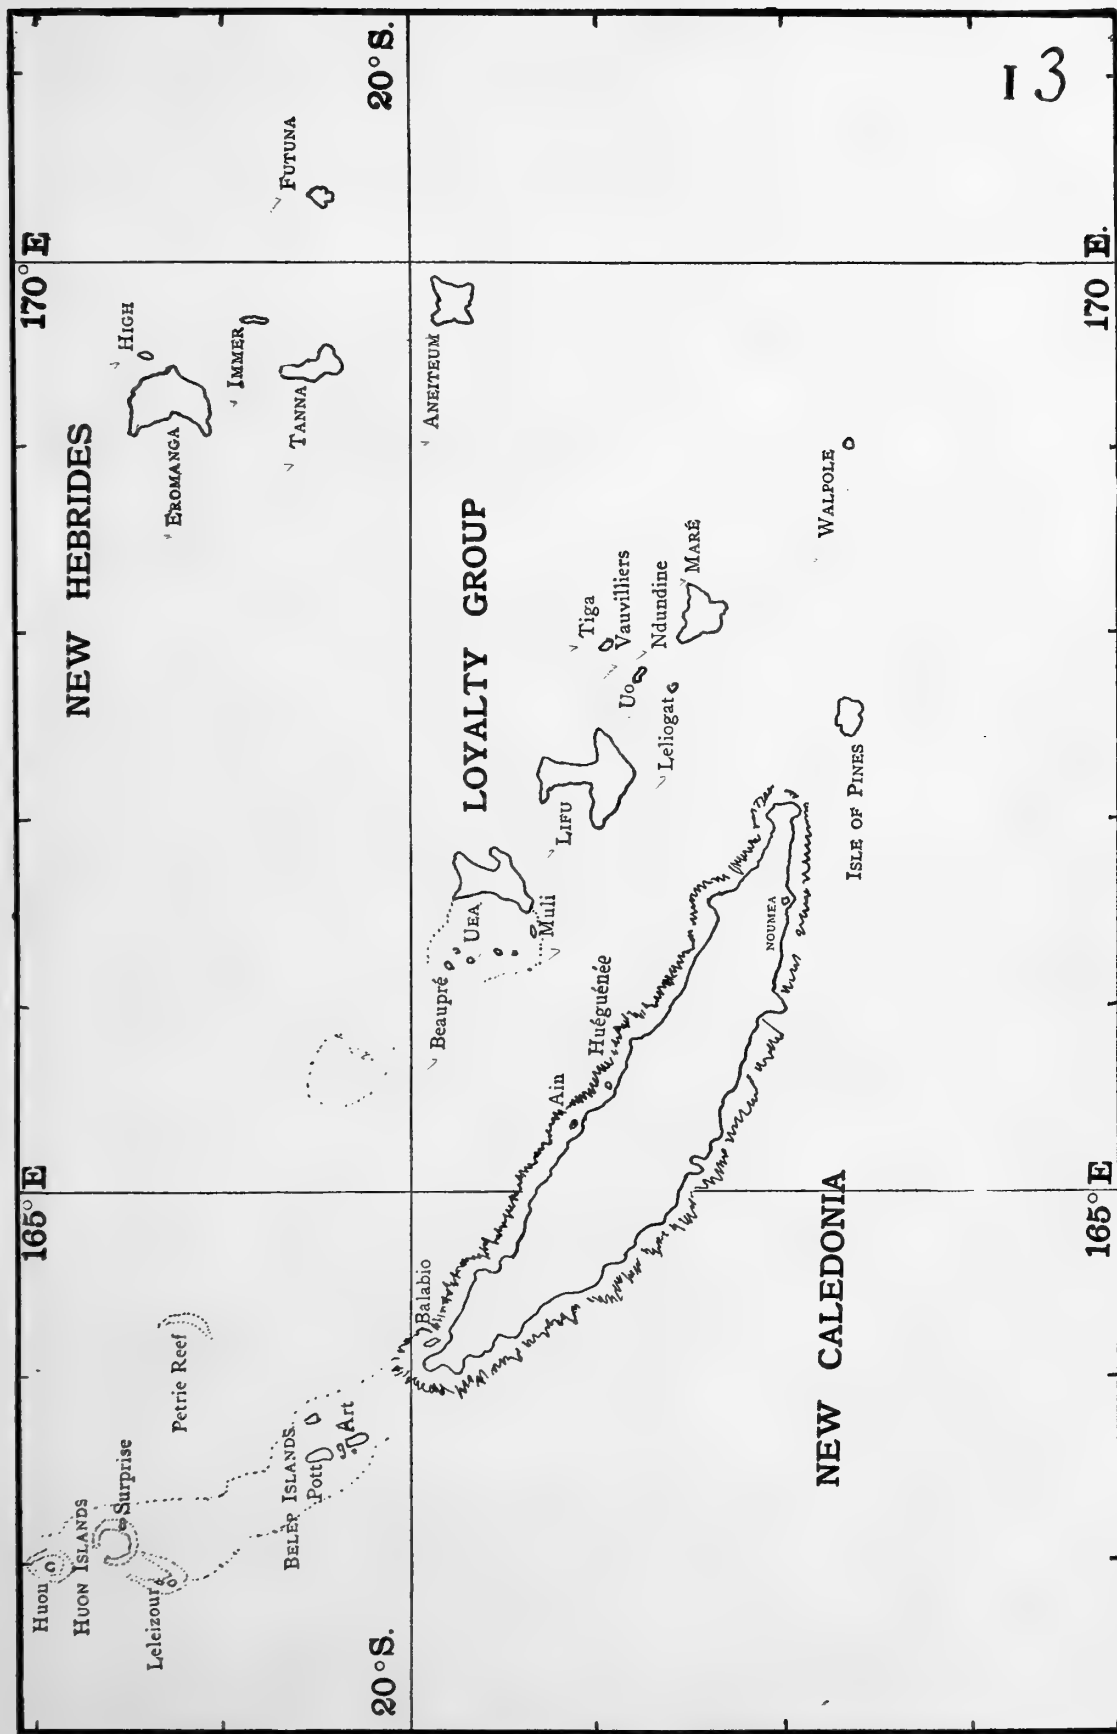 I 3
170° E
165° E
NEW HEBRIDES
HIGH
EROMANGA
IMMER
TANNA
FUTUNA
20° S.
20° S.
ANEITEUM
Huon
HUON ISLANDS
Surprise
Leleizour
Petrie Reef
BELEP ISLANDS
Pott
Art
Balabio
LOYALTY GROUP
Beaupré
UEA
Muli
LIFU
Tiga
Vauvilliers
Ndundine
Uo
Leliogat
MARÉ
WALPOLE
Ain
Huéguénée
NOUMEA
ISLE OF PINES
NEW CALEDONIA
165° E
170 E.